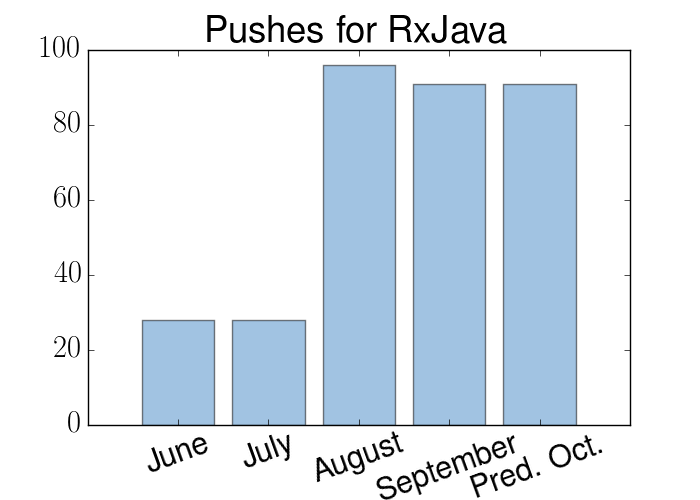 Pushes for RxJava
100
80
60
40
20
0
June
July
August
September
Pred. Oct.